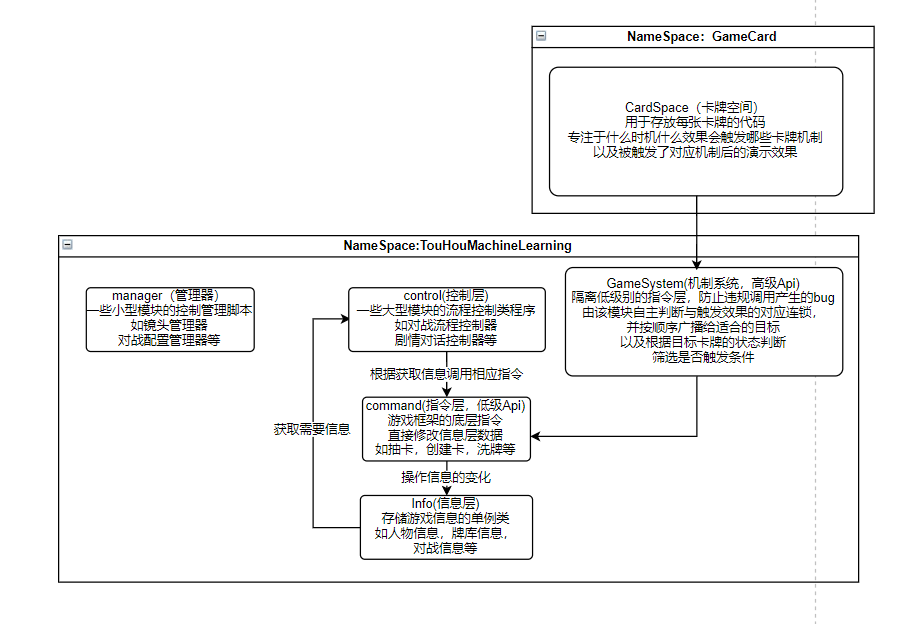 NameSpace：GameCard
CardSpace（卡牌空间）
用于存放每张卡牌的代码
专注于什么时机什么效果会触发哪些卡牌机制
以及被触发了对应机制后的演示效果
NameSpace:TouHouMachineLearning
manager（管理器）
一些小型模块的控制管理脚本
如镜头管理器
对战配置管理器等
control(控制层)
一些大型模块的流程控制类程序
如对战流程控制器
剧情对话控制器等
GameSystem(机制系统，高级Api)
隔离低级别的指令层，防止违规调用产生的bug
由该模块自主判断与触发效果的对应连锁，
并按顺序广播给适合的目标
以及根据目标卡牌的状态判断
筛选是否触发条件
根据获取信息调用相应指令
command(指令层，低级Api)
游戏框架的底层指令
直接修改信息层数据
如抽卡，创建卡，洗牌等
获取需要信息
操作信息的变化
Info(信息层)
存储游戏信息的单例类
如人物信息，牌库信息，
对战信息等